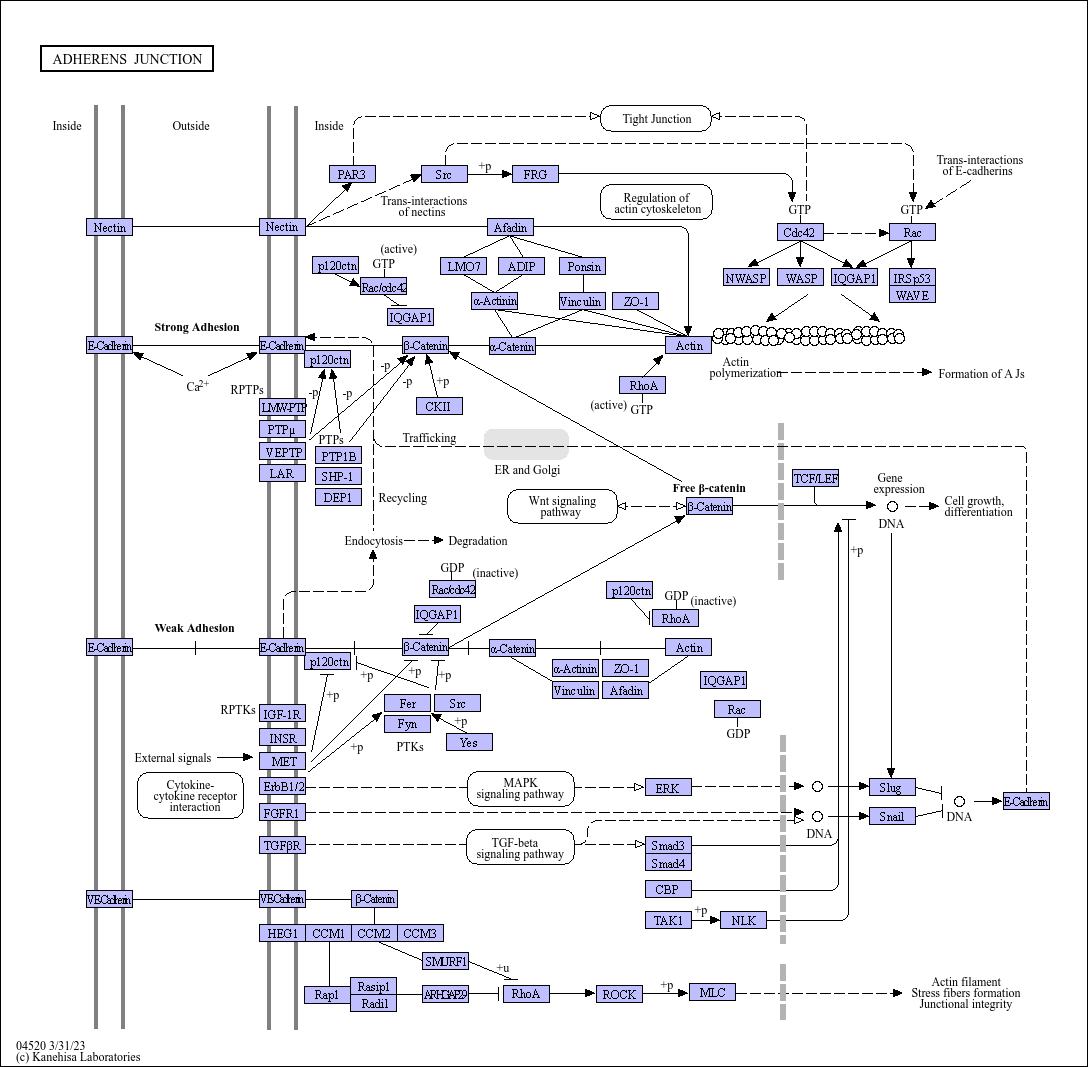 ADHERENS JUNCTION
Inside
Outside
Inside
Tight Junction
PAR3
Src
+p
FRG
Trans-interactions
of E-cadherins
Trans-interactions
of nectins
Regulation of
actin cytoskeleton
GTP
GTP
Nectin
Nectin
Afadin
Cdc42
Rac
(active)
GTP
p120ctn
Rac/cdc42
IQGAP1
LMO7
ADIP
Ponsin
NWASP
WASP
IQGAP1
IRSp53
WAVE
α-Actinin
Vinculin
ZO-1
Strong Adhesion
E-Cadherin
E-Cadherin
β-Catenin
α-Catenin
Actin
p120ctn
Actin
polymerization
Formation of AJs
Ca2+
RPTPs
-p
-p
-p
-p
+p
CKII
RhoA
(active)
GTP
LMW-PTP
PTPμ
VEPTP
LAR
PTPs
PTP1B
SHP-1
DEP1
Trafficking
ER and Golgi
Recycling
Free β-catenin
β-Catenin
Wnt signaling
pathway
TCF/LEF
Gene
expression
DNA
Cell growth,
differentiation
+p
Endocytosis
Degradation
GDP
(inactive)
Rac/cdc42
IQGAP1
p120ctn
GDP
(inactive)
RhoA
Weak Adhesion
E-Cadherin
E-Cadherin
β-Catenin
α-Catenin
Actin
p120ctn
+p
+p
+p
+p
α-Actinin
ZO-1
Vinculin
Afadin
IQGAP1
Rac
GDP
RPTKs
IGF-1R
INSR
MET
ErbB1/2
FGFR1
TGFβR
Fer
Src
Fyn
+p
Yes
PTKs
+p
External signals
Cytokine-
cytokine receptor
interaction
MAPK
signaling pathway
ERK
Slug
Snail
DNA
DNA
E-Cadherin
TGF-beta
signaling pathway
Smad3
Smad4
CBP
TAK1
+p
NLK
VE-Cadherin
VE-Cadherin
β-Catenin
HEG1
CCM1
CCM2
CCM3
SMURF1
+u
Rap1
Rasip1
Radil
ARHGAP29
RhoA
ROCK
+p
MLC
Actin filament
Stress fibers formation
Junctional integrity
04520 3/31/23
(c) Kanehisa Laboratories